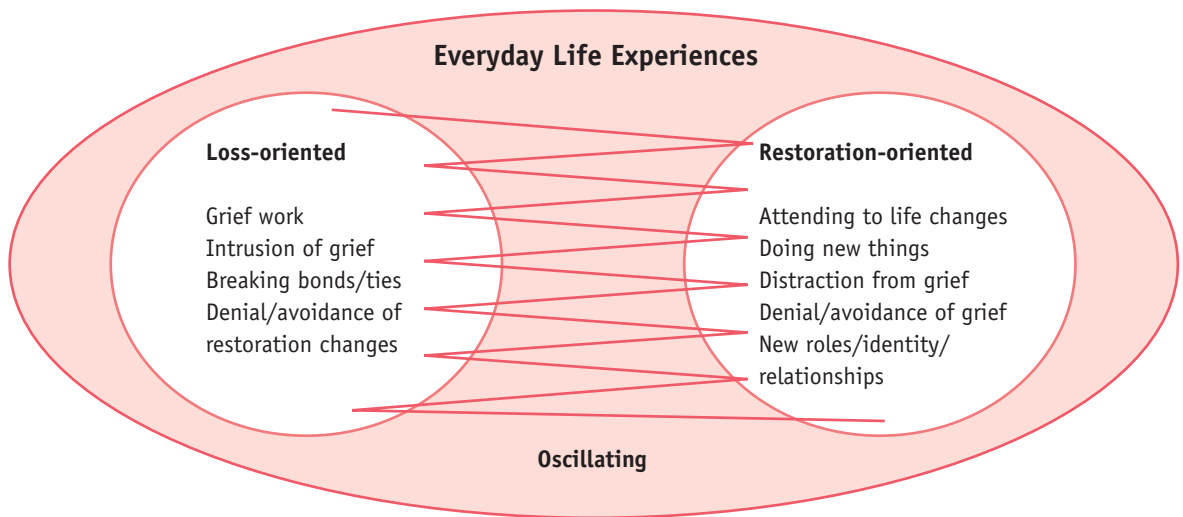 Everyday Life Experiences
Loss-oriented
Grief work
Intrusion of grief
Breaking bonds/ties
Denial/avoidance of
restoration changes
Restoration-oriented
Attending to life changes
Doing new things
Distraction from grief
Denial/avoidance of grief
New roles/identity/
relationships
Oscillating